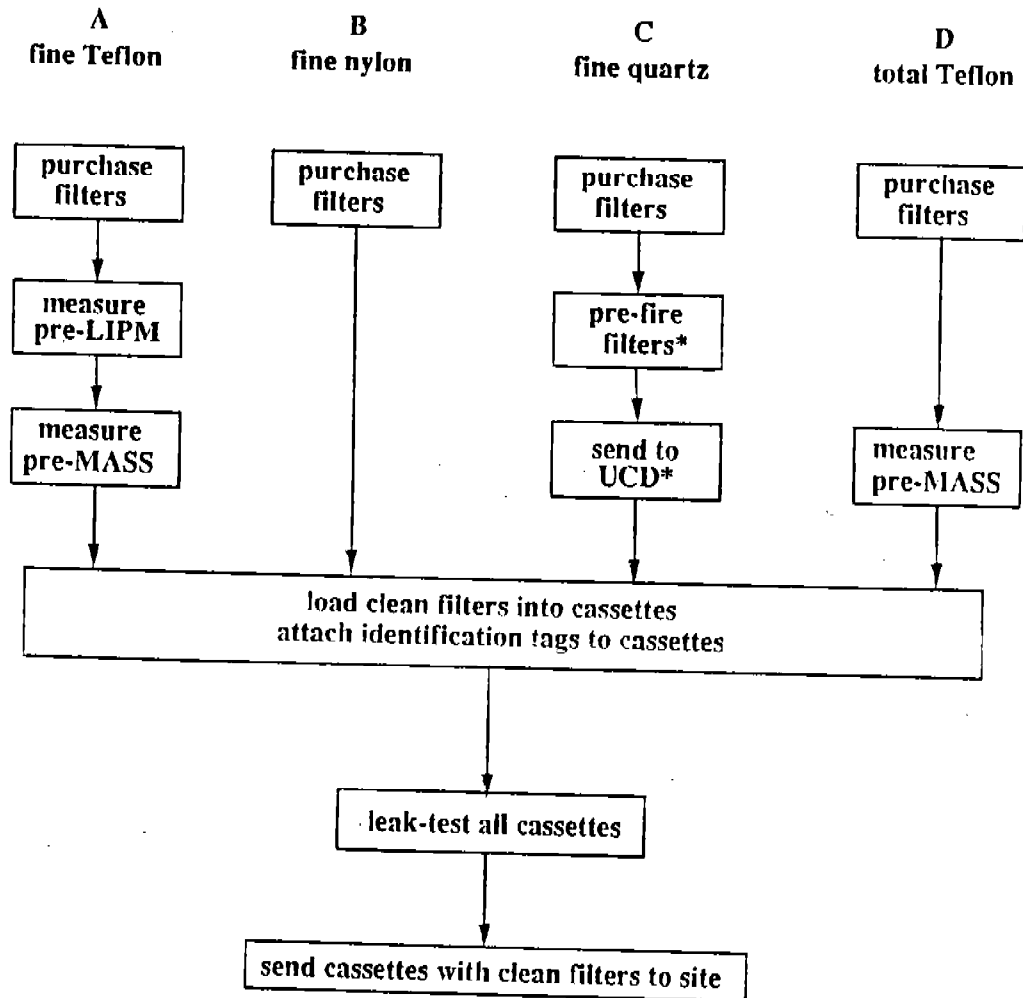 A
fine Teflon
B
fine nylon
C
fine quartz
D
total Teflon
purchase
filters
measure
pre-LIPM
measure
pre-MASS
purchase
filters
purchase
filters
pre-fire
filters*
send to
UCD*
purchase
filters
measure
pre-MASS
load clean filters into cassettes
attach identification tags to cassettes
leak-test all cassettes
send cassettes with clean filters to site